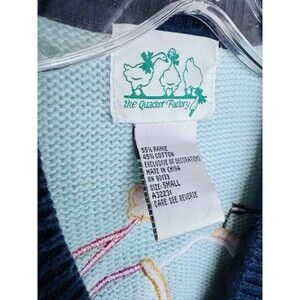 the Quacker Factory
55% RAMIE
45% COTTON
EXCLUSIVE OF DECORATIONS
MADE IN CHINA
RN 90133
SIZE: SMALL
A32231
CARE SEE REVERSE